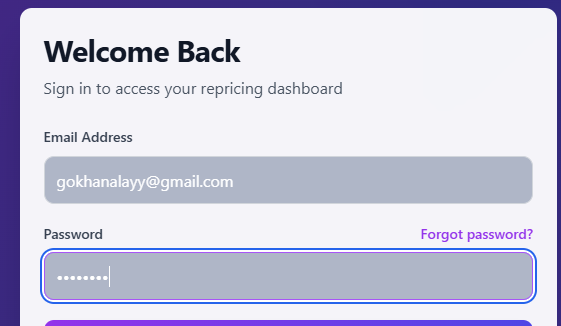 Welcome Back
Sign in to access your repricing dashboard
Email Address
gokhanalayy@gmail.com
Password Forgot password?
••••••••